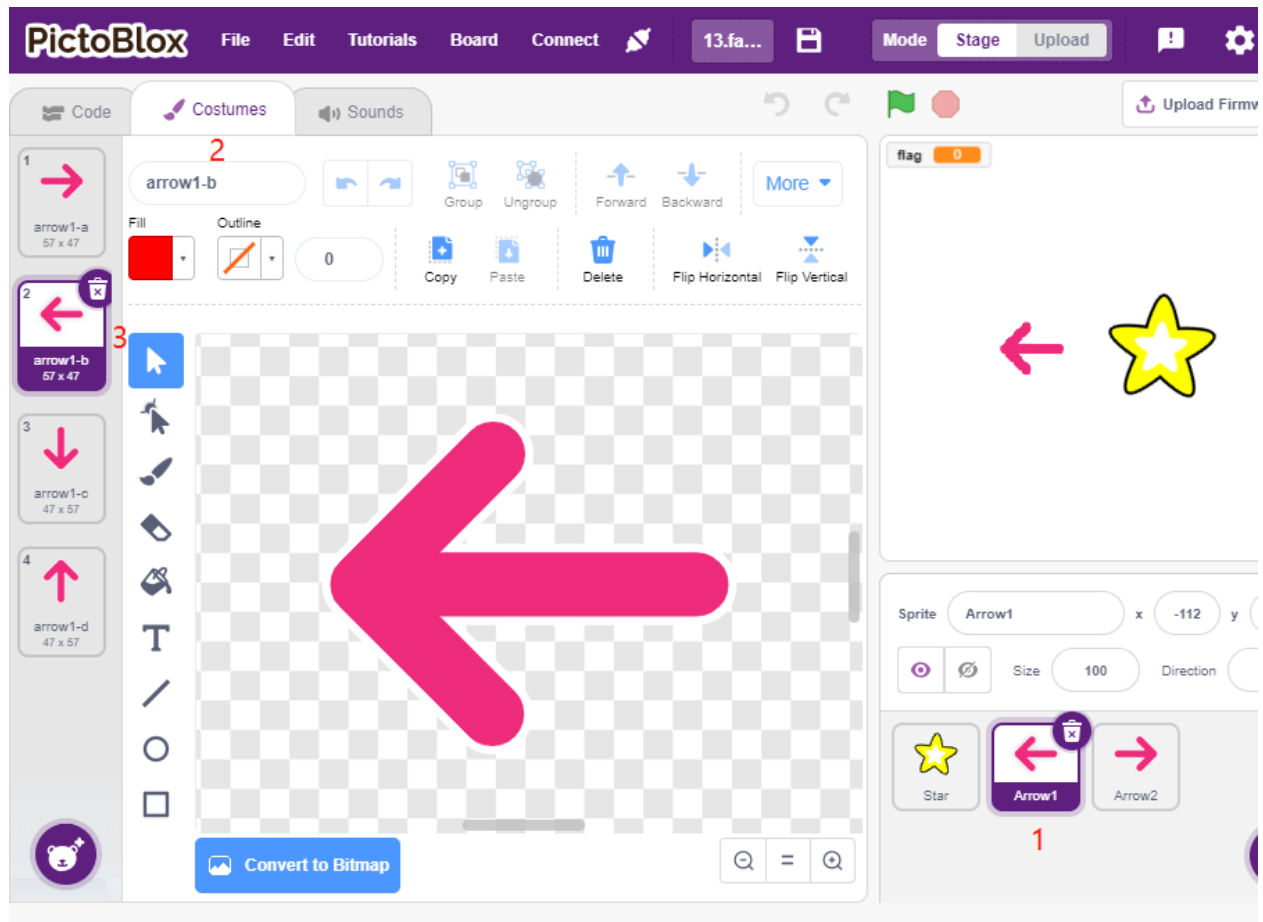 PictoBlox File Edit Tutorials Board Connect 13.fa... Mode Stage Upload
Code Costumes Sounds Upload Firmw
2
flag 0
1
arrow1-a
57 x 47
2
arrow1-b
57 x 47
3
3
arrow1-c
47 x 57
4
arrow1-d
47 x 57
arrow1-b
Group Ungroup Forward Backward More
Fill Outline
0
Copy Paste Delete Flip Horizontal Flip Vertical
T
Convert to Bitmap
=
Sprite Arrow1 x -112 y
Size 100 Direction
Star Arrow1 Arrow2
1